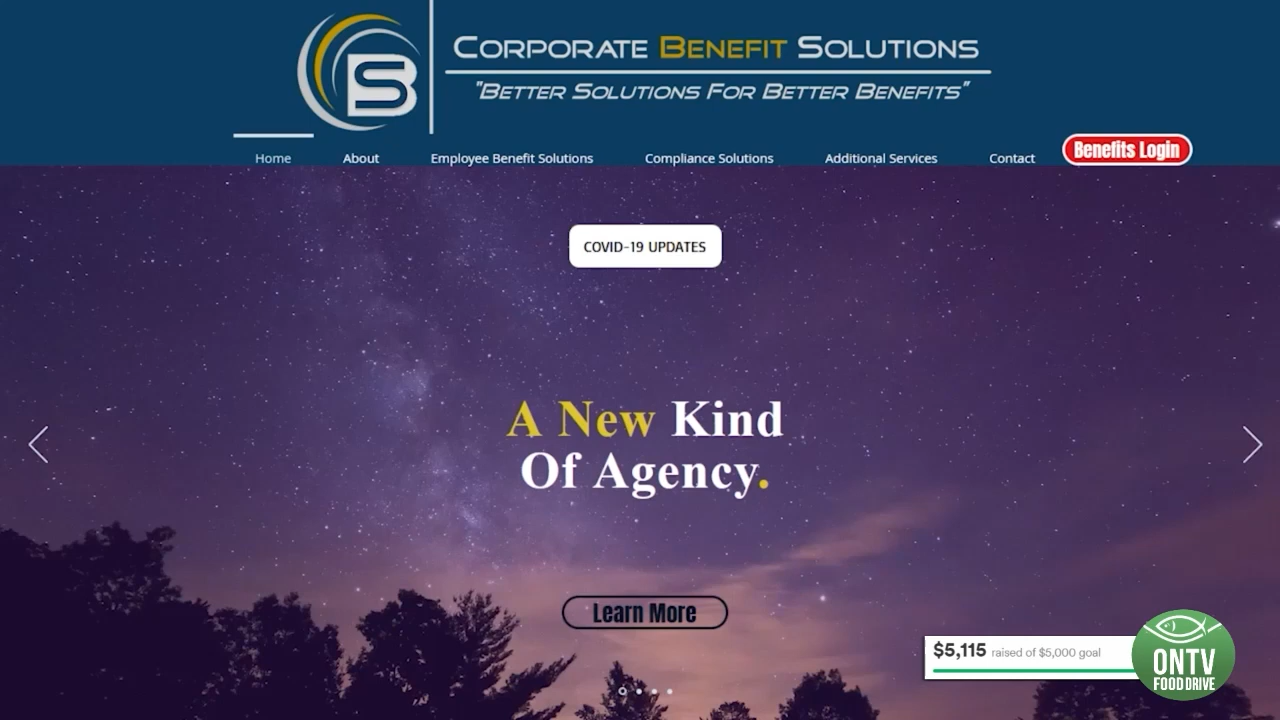 BS
CORPORATE BENEFIT SOLUTIONS
"BETTER SOLUTIONS FOR BETTER BENEFITS"
Home About Employee Benefit Solutions Compliance Solutions Additional Services Contact Benefits Login
COVID-19 UPDATES
A New Kind
Of Agency.
Learn More
$5,115 raised of $5,000 goal
ONTV
FOOD DRIVE